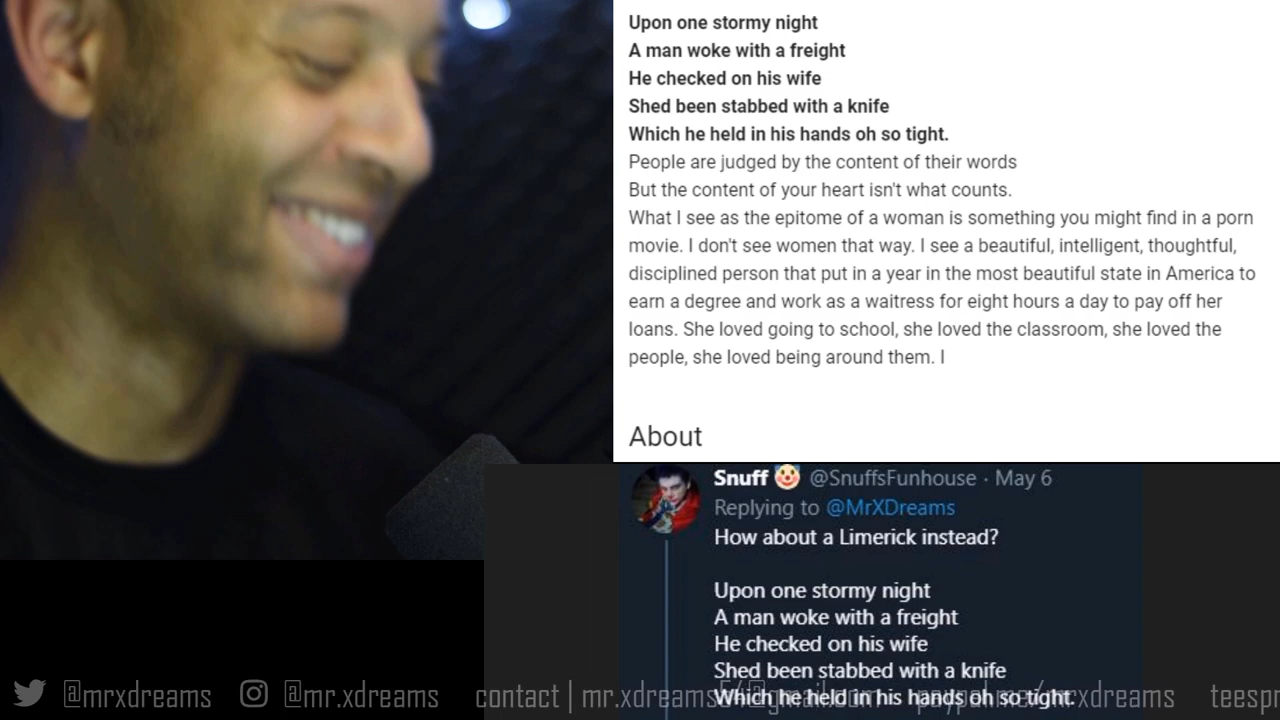 Upon one stormy night
A man woke with a freight
He checked on his wife
Shed been stabbed with a knife
Which he held in his hands oh so tight.
People are judged by the content of their words
But the content of your heart isn't what counts.
What I see as the epitome of a woman is something you might find in a porn
movie. I don't see women that way. I see a beautiful, intelligent, thoughtful,
disciplined person that put in a year in the most beautiful state in America to
earn a degree and work as a waitress for eight hours a day to pay off her
loans. She loved going to school, she loved the classroom, she loved the
people, she loved being around them. I
About
Snuff 🤡 @SnuffsFunhouse · May 6
Replying to @MrXDreams
How about a Limerick instead?
Upon one stormy night
A man woke with a freight
He checked on his wife
Shed been stabbed with a knife
Which he held in his hands oh so tight.
@mrxdreams @mr.xdreams contact | mr.xdreams